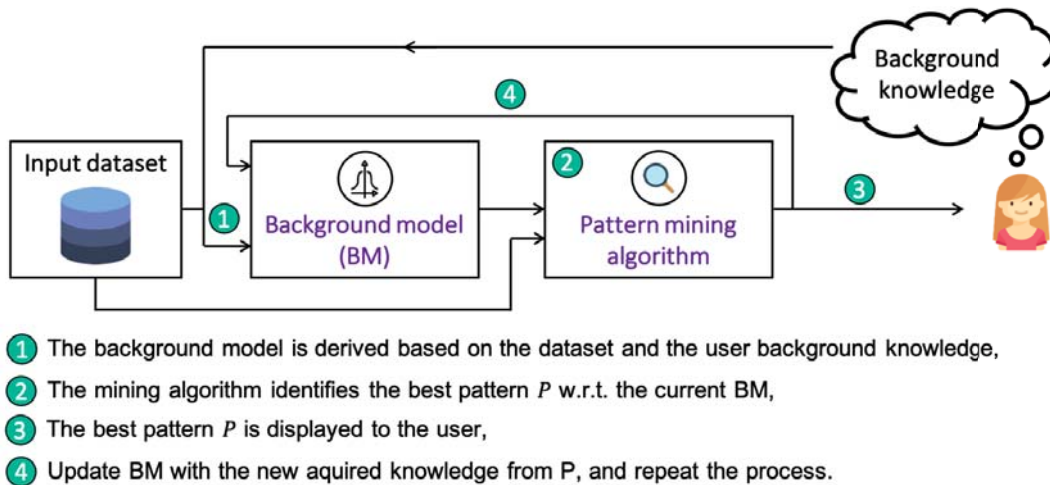 Background
knowledge
4
Input dataset
2
3
1
Background model
(BM)
Pattern mining
algorithm
1 The background model is derived based on the dataset and the user background knowledge,
2 The mining algorithm identifies the best pattern P w.r.t. the current BM,
3 The best pattern P is displayed to the user,
4 Update BM with the new aquired knowledge from P, and repeat the process.